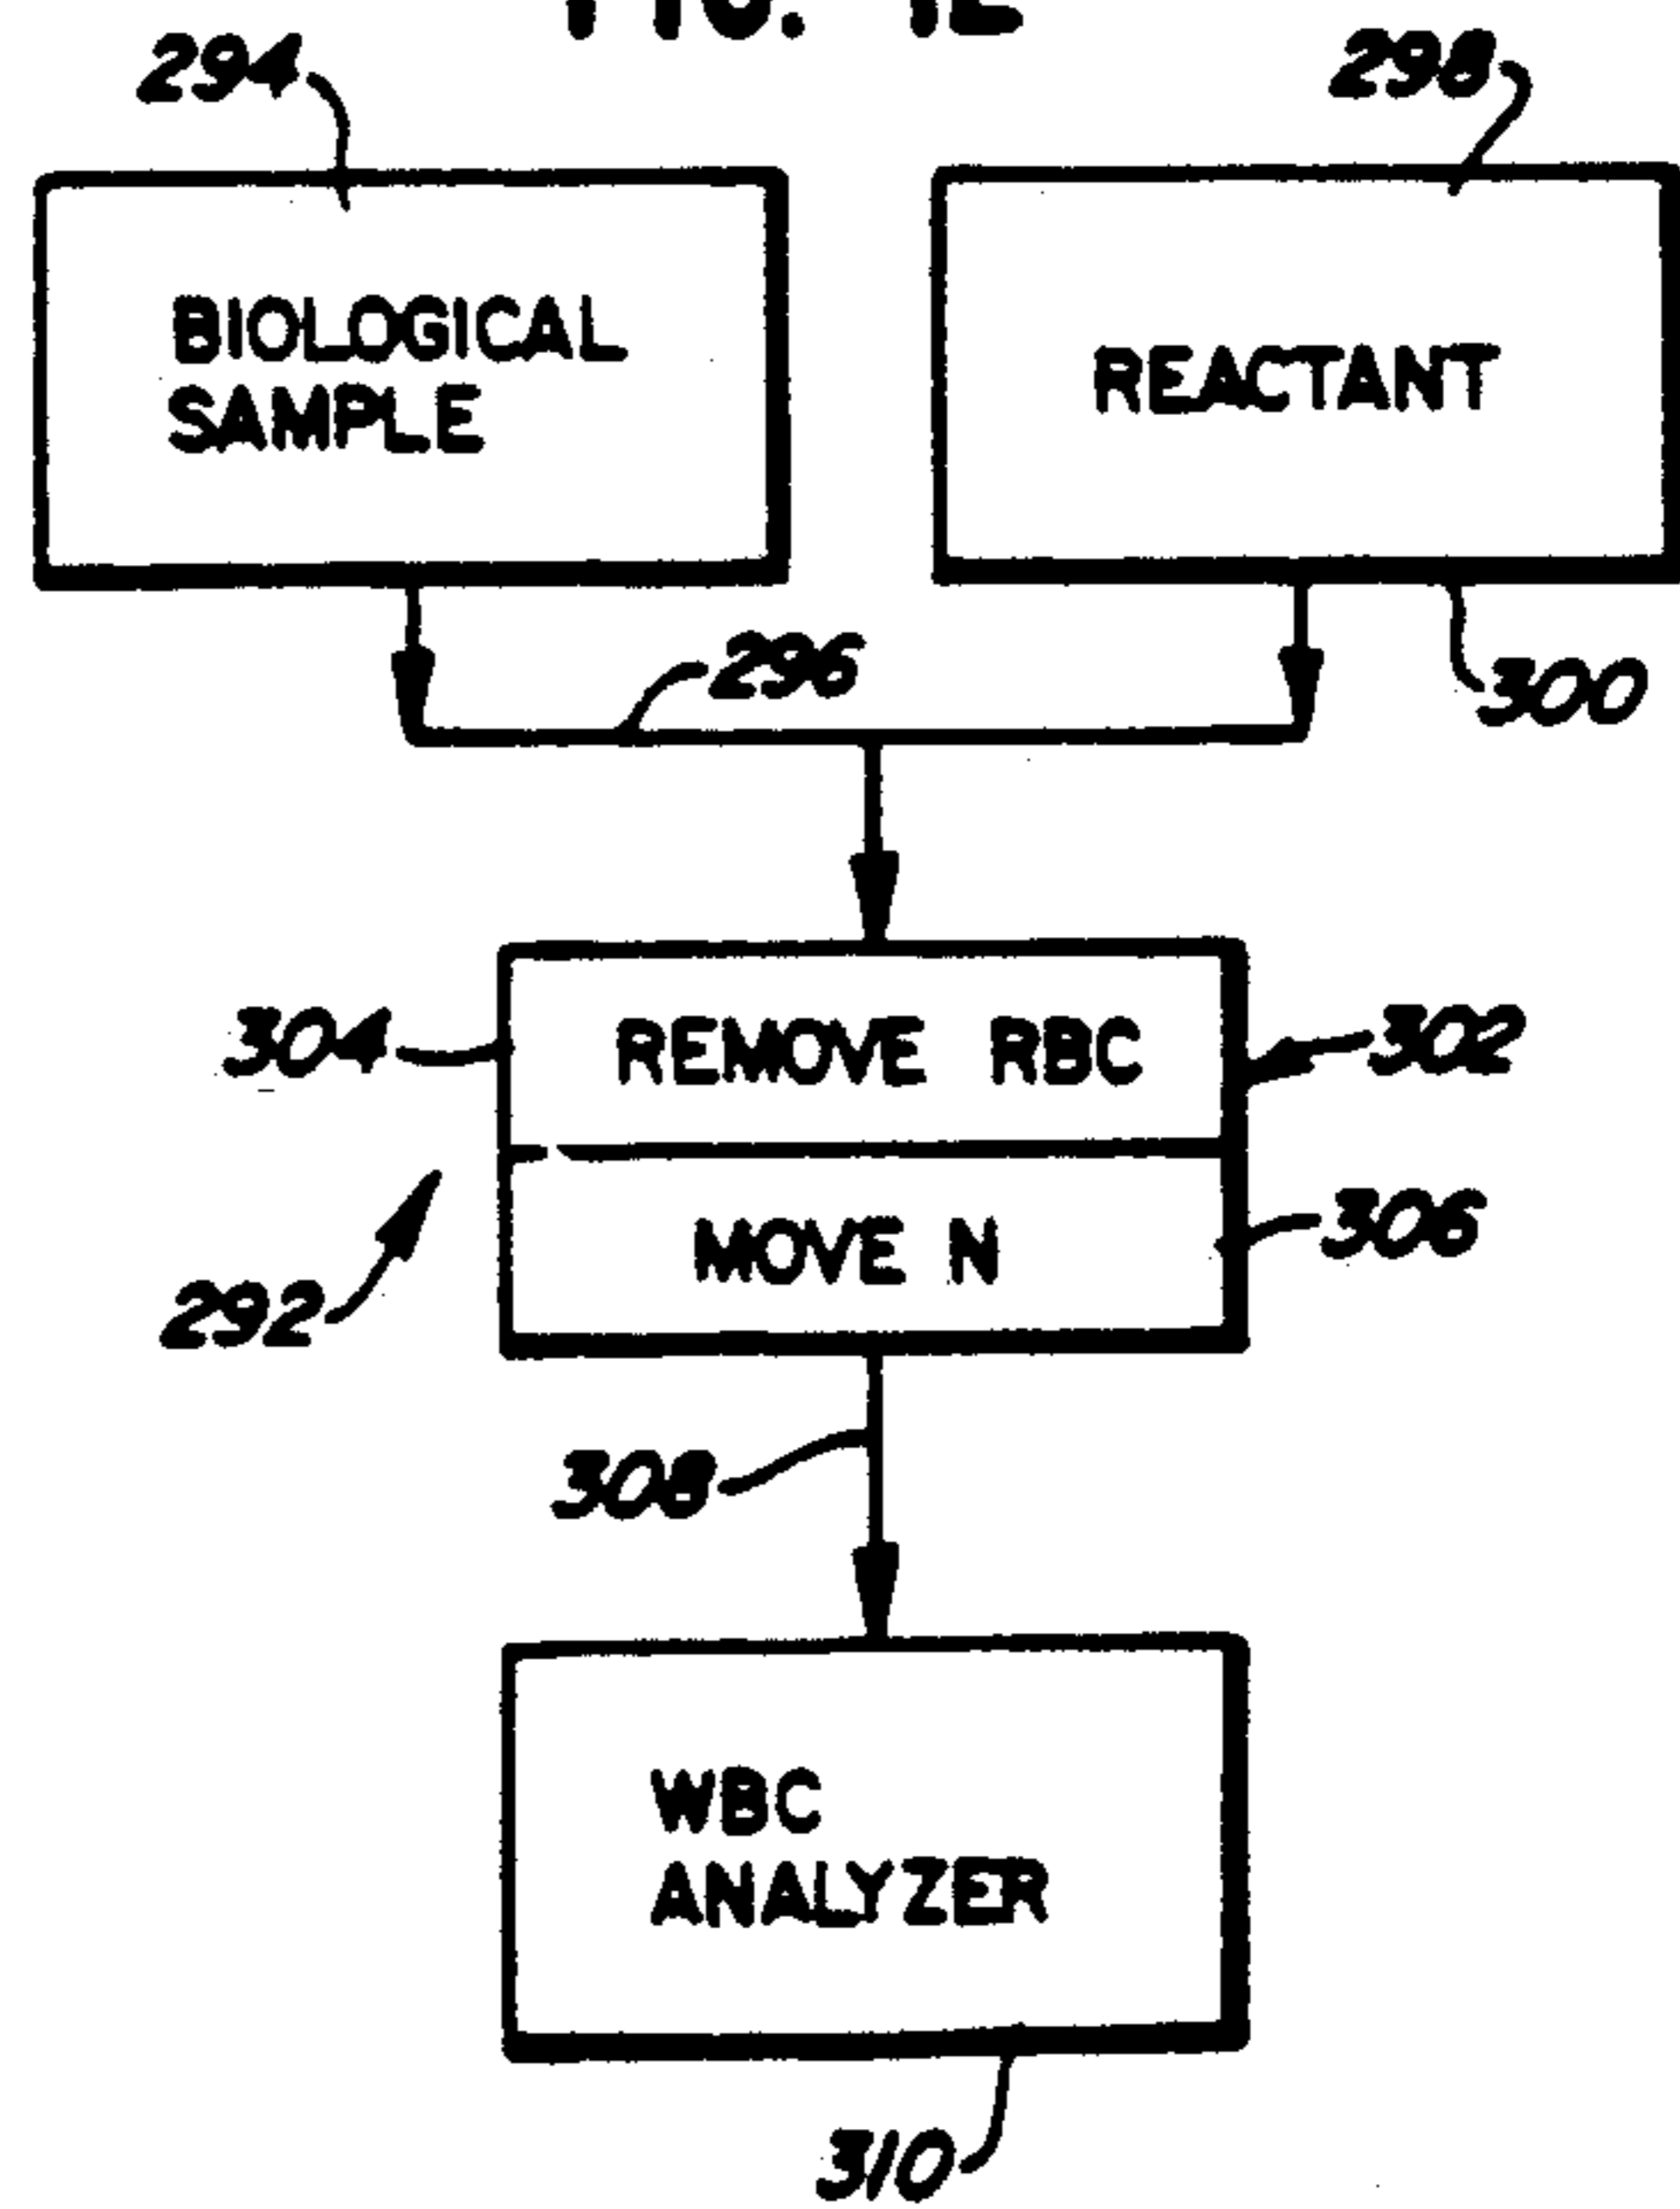 294
298
BIOLOGICAL
SAMPLE
REACTANT
296
300
REMOVE RBC
304
302
MOVE N
306
292
308
WBC
ANALYZER
310